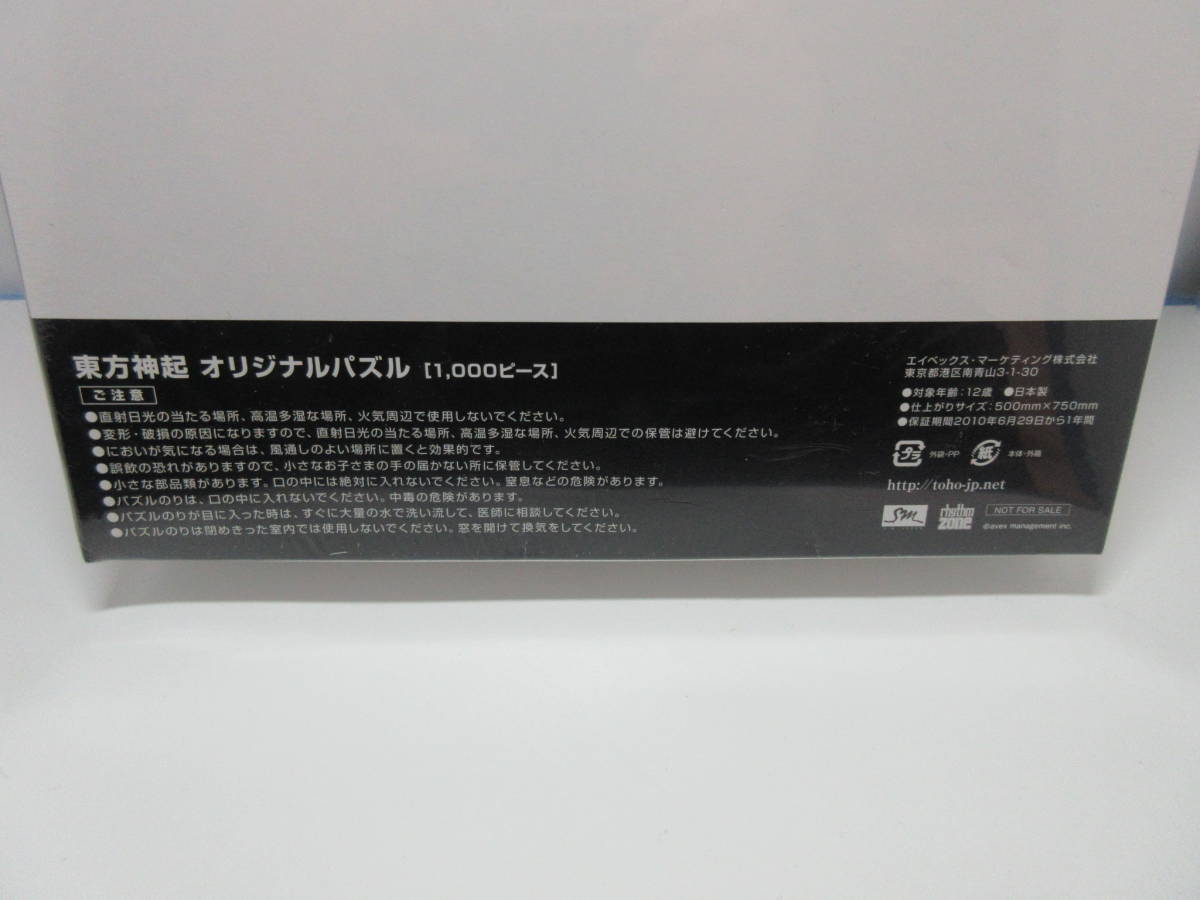 東方神起 オリジナルパズル [1,000ピース]
ご注意
●直射日光の当たる場所、高温多湿な場所、火気周辺で使用しないでください。
●変形・破損の原因になりますので、直射日光の当たる場所、高温多湿な場所、火気周辺での保管は避けてください。
●においが気になる場合は、風通しのよい場所に置くと効果的です。
●誤飲の恐れがありますので、小さなお子さまの手の届かない所に保管してください。
●小さな部品類があります。口の中には絶対に入れないでください。窒息などの危険があります。
●パズルのりは、口の中に入れないでください。中毒の危険があります。
●パズルのりが目に入った時は、すぐに大量の水で洗い流して、医師に相談してください。
●パズルのりは閉めきった室内では使用しないでください。窓を開けて換気をしてください。
エイベックス・マーケティング株式会社
東京都港区南青山3-1-30
●対象年齢:12歳 ●日本製
●仕上がりサイズ:500mm×750mm
●保証期間2010年6月29日から1年間
プラ 外袋・PP 紙 本体・外箱
http://toho-jp.net
SM rhythm zone NOT FOR SALE
©avex management inc.